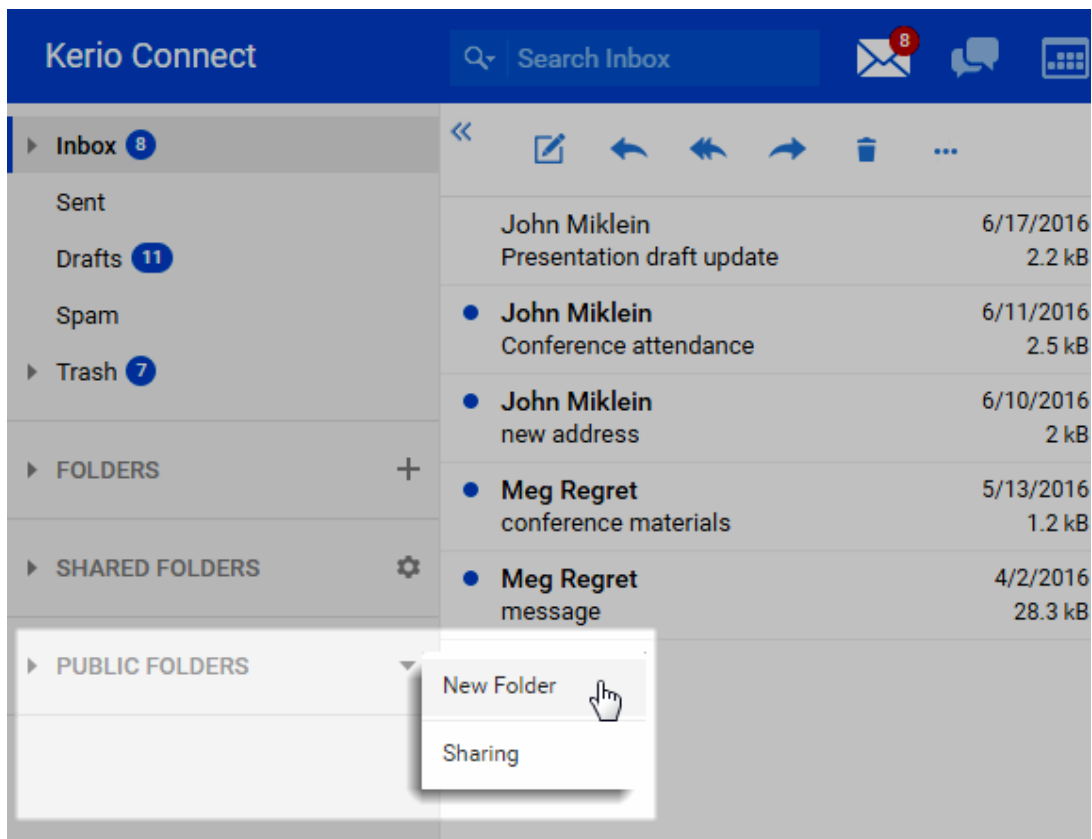 Kerio Connect
Search Inbox
8
Inbox 8
Sent
Drafts 11
Spam
Trash 7
FOLDERS
SHARED FOLDERS
PUBLIC FOLDERS
John Miklein 6/17/2016
Presentation draft update 2.2 kB
John Miklein 6/11/2016
Conference attendance 2.5 kB
John Miklein 6/10/2016
new address 2 kB
Meg Regret 5/13/2016
conference materials 1.2 kB
Meg Regret 4/2/2016
message 28.3 kB
New Folder
Sharing